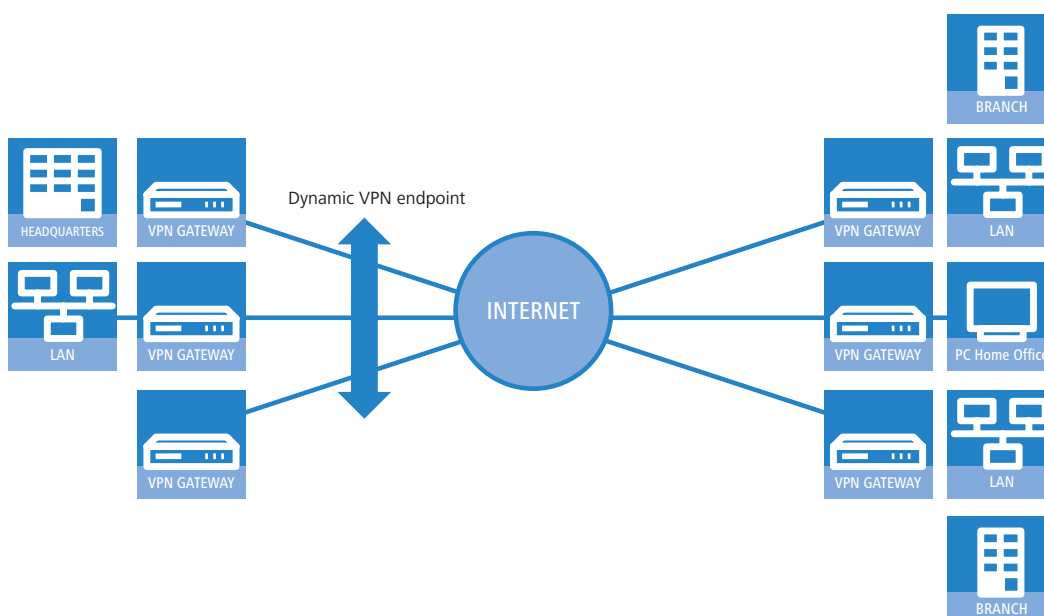 BRANCH
Dynamic VPN endpoint
HEADQUARTERS
VPN GATEWAY
VPN GATEWAY
LAN
INTERNET
LAN
VPN GATEWAY
VPN GATEWAY
PC Home Office
VPN GATEWAY
VPN GATEWAY
LAN
BRANCH